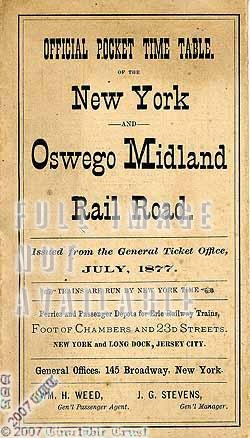 OFFICIAL POCKET TIME TABLE.
OF THE
New York
AND
Oswego Midland
Rail Road.
Issued from the General Ticket Office,
JULY, 1877.
TRAINS ARE RUN BY NEW YORK TIME
Ferries and Passenger Depots for Erie Railway Trains,
FOOT OF CHAMBERS AND 23D STREETS.
NEW YORK AND LONG DOCK, JERSEY CITY.
General Offices, 145 Broadway, New York.
WM. H. WEED, J. G. STEVENS,
Gen'l Passenger Agent. Gen'l Manager.
FULL IMAGE
NOT
AVAILABLE
©2007
©2007 Timetable Trust